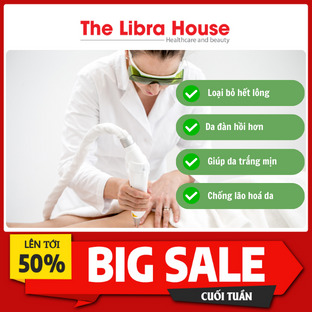 The Libra House
Healthcare and beauty
Loại bỏ hết lông
Da đàn hồi hơn
Giúp da trắng mịn
Chống lão hoá da
LÊN TỚI
50%
BIG SALE
CUỐI TUẦN